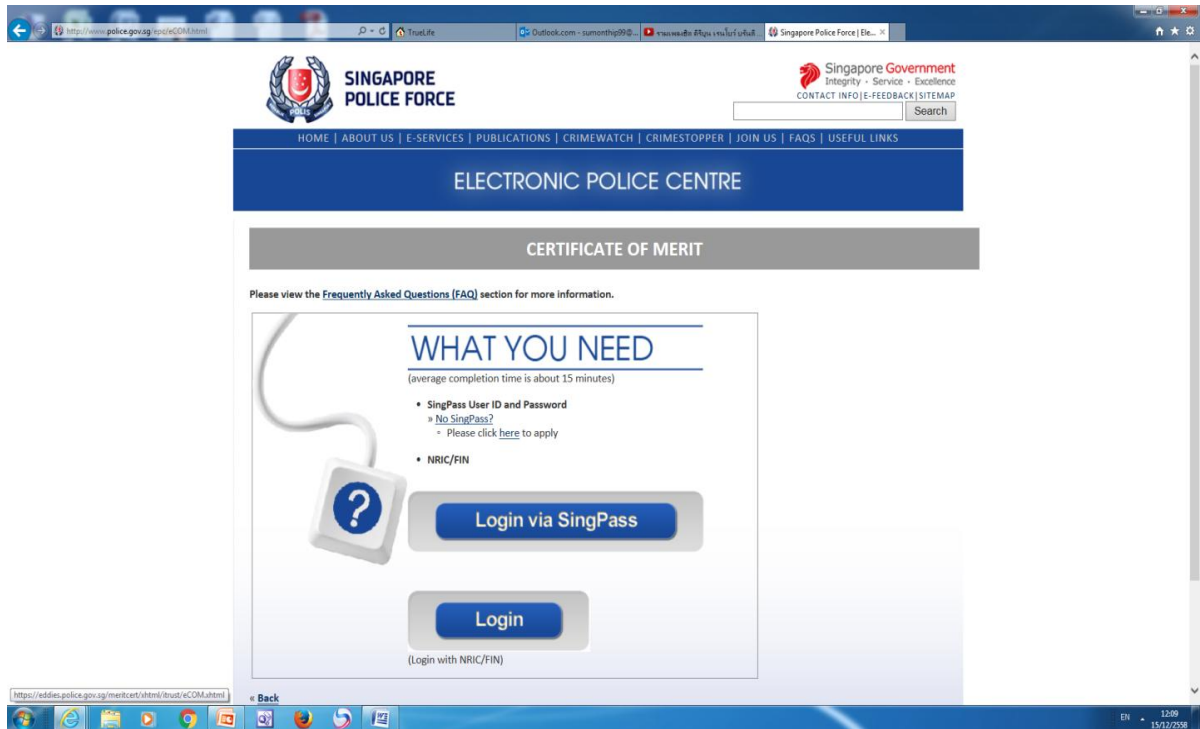 http://www.police.gov.sg/epc/eCOM.html
TrueLife
Outlook.com - sumonthip99@...
Singapore Police Force | Ele...
POLIS
SINGAPORE
POLICE FORCE
Singapore Government
Integrity · Service · Excellence
CONTACT INFO|E-FEEDBACK|SITEMAP
Search
HOME | ABOUT US | E-SERVICES | PUBLICATIONS | CRIMEWATCH | CRIMESTOPPER | JOIN US | FAQS | USEFUL LINKS
ELECTRONIC POLICE CENTRE
CERTIFICATE OF MERIT
Please view the Frequently Asked Questions (FAQ) section for more information.
WHAT YOU NEED
(average completion time is about 15 minutes)
• SingPass User ID and Password
» No SingPass?
◦ Please click here to apply
• NRIC/FIN
?
Login via SingPass
Login
(Login with NRIC/FIN)
https://eddies.police.gov.sg/meritcert/xhtml/itrust/eCOM.xhtml
« Back
EN
12:09
15/12/2558